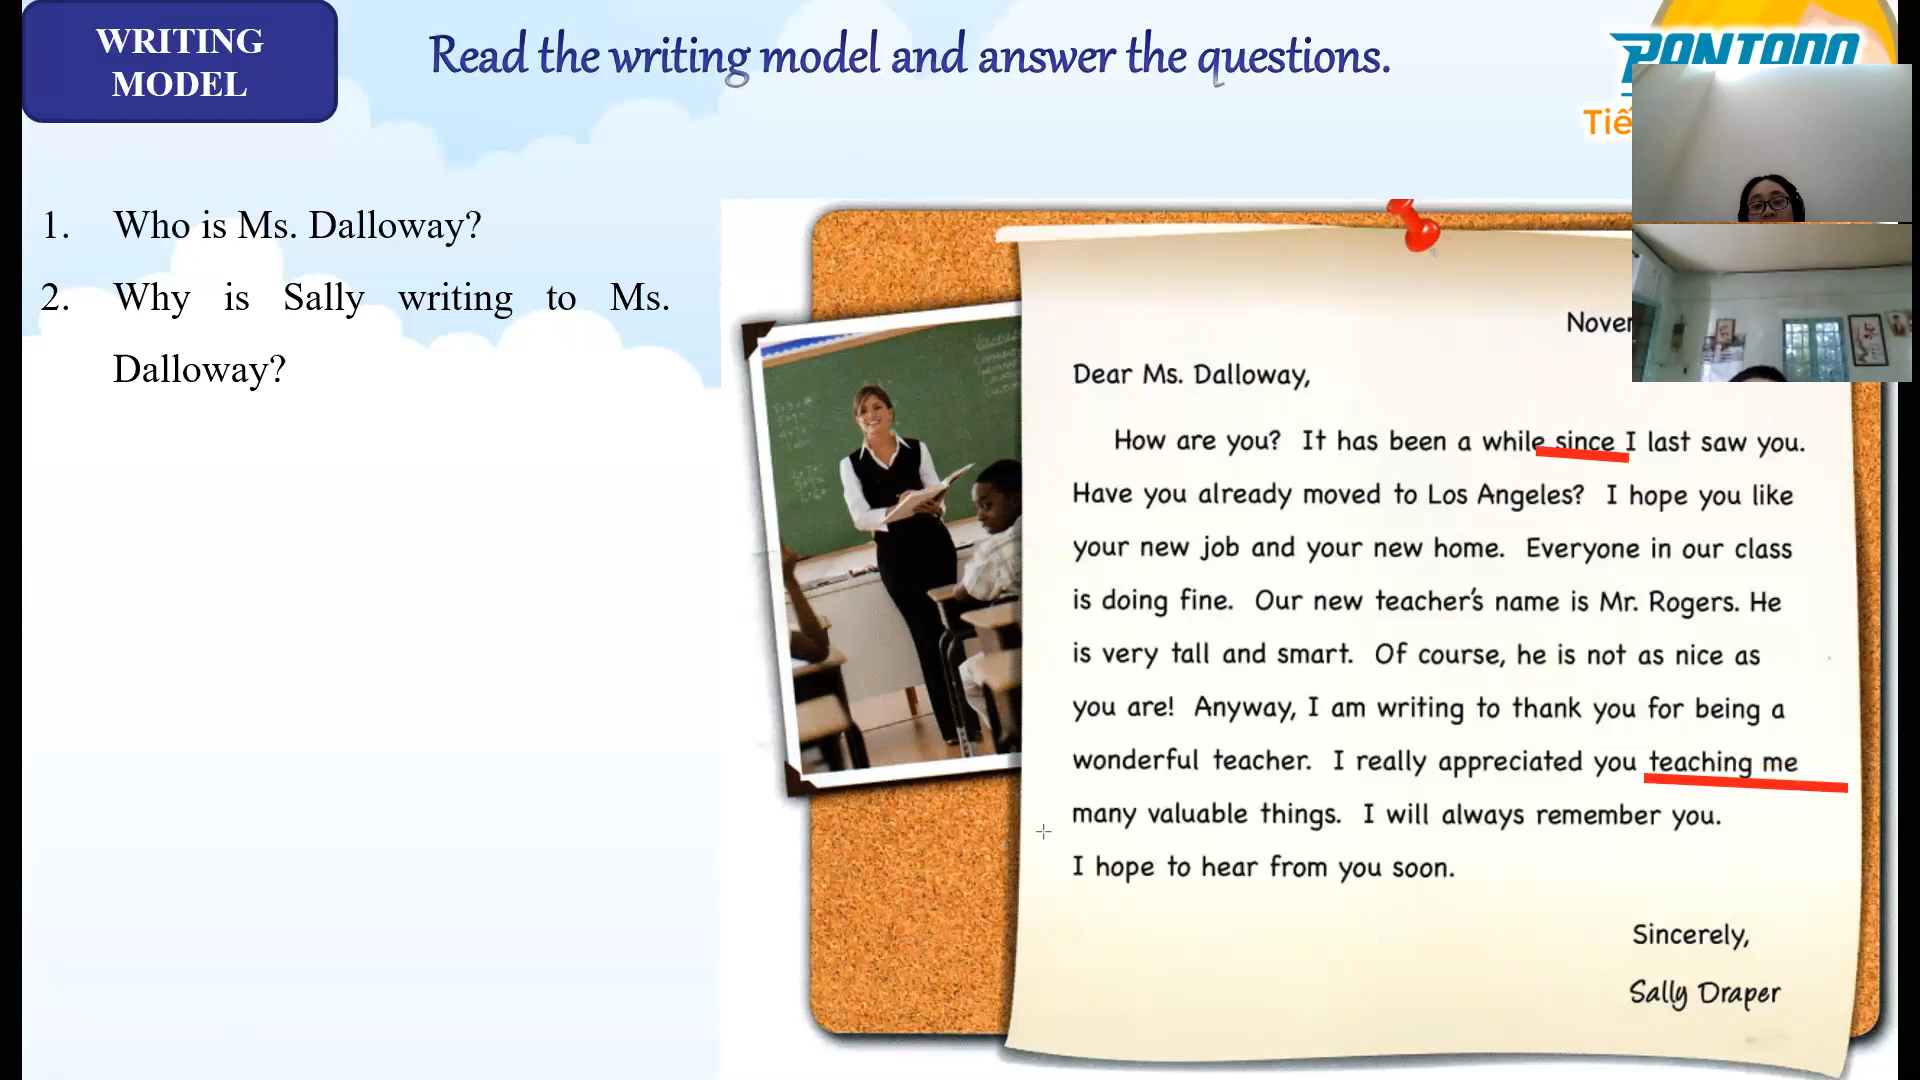 WRITING
MODEL
Read the writing model and answer the questions.
PANTADO
1. Who is Ms. Dalloway?
2. Why is Sally writing to Ms.
Dalloway?
Dear Ms. Dalloway,
How are you? It has been a while since I last saw you.
Have you already moved to Los Angeles? I hope you like
your new job and your new home. Everyone in our class
is doing fine. Our new teacher's name is Mr. Rogers. He
is very tall and smart. Of course, he is not as nice as
you are! Anyway, I am writing to thank you for being a
wonderful teacher. I really appreciated you teaching me
many valuable things. I will always remember you.
I hope to hear from you soon.
Sincerely,
Sally Draper